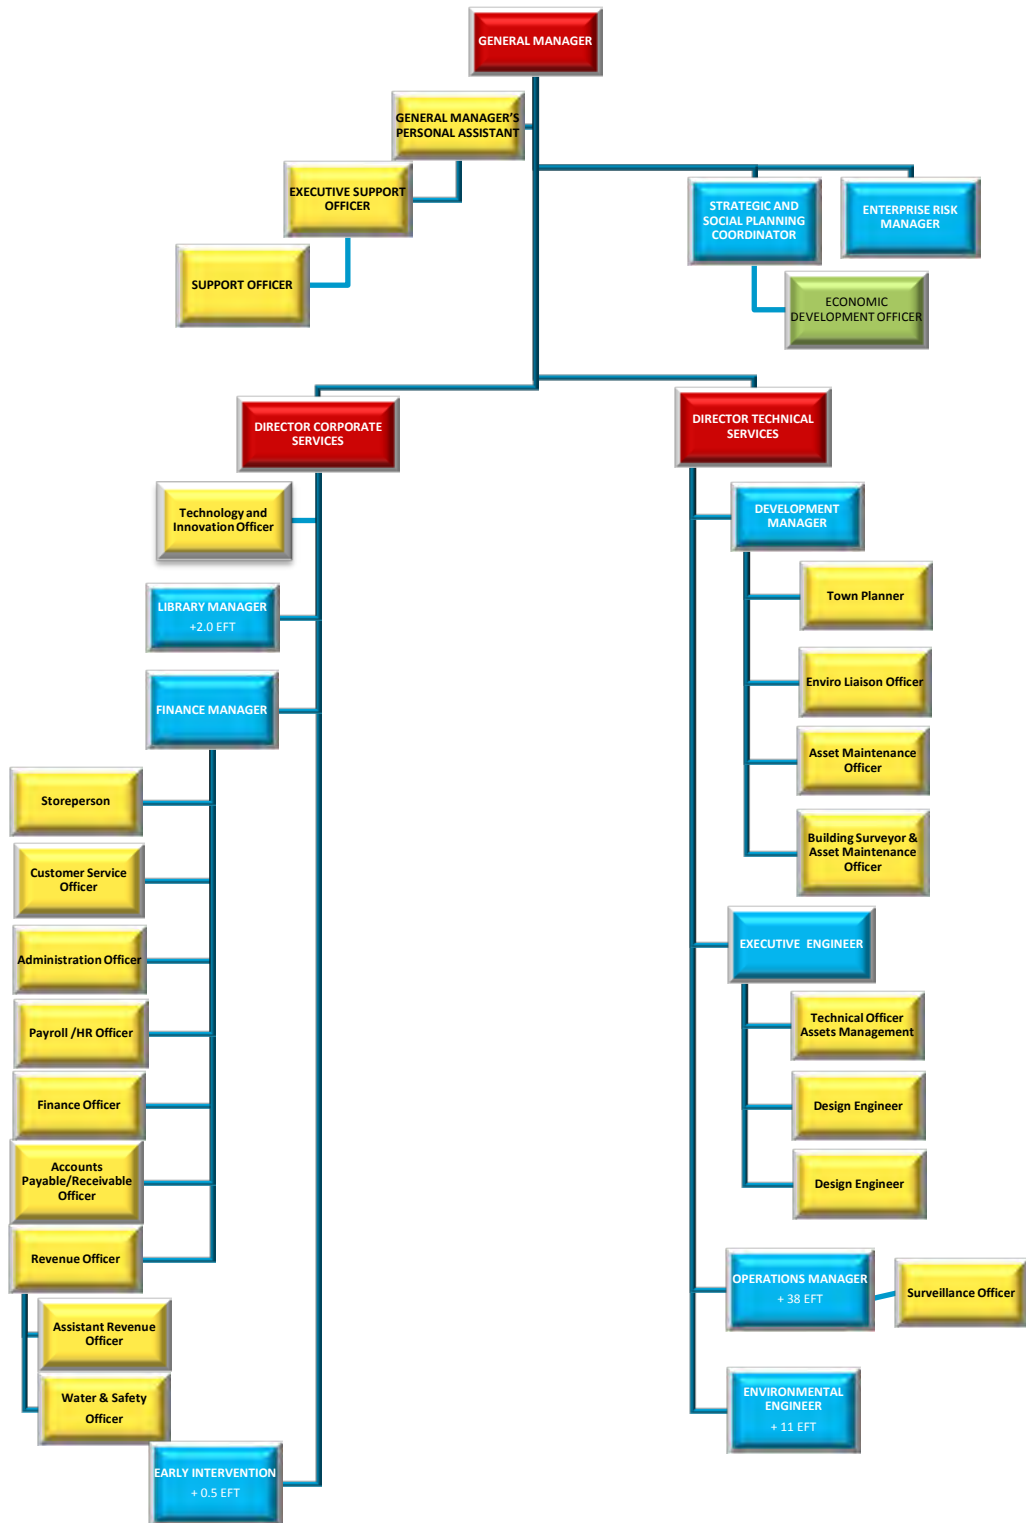 GENERAL MANAGER
GENERAL MANAGER’S
PERSONAL ASSISTANT
EXECUTIVE SUPPORT
OFFICER
SUPPORT OFFICER
STRATEGIC AND
SOCIAL PLANNING
COORDINATOR
ENTERPRISE RISK
MANAGER
ECONOMIC
DEVELOPMENT OFFICER
DIRECTOR CORPORATE
SERVICES
Technology and
Innovation Officer
LIBRARY MANAGER
+2.0 EFT
FINANCE MANAGER
Storeperson
Customer Service
Officer
Administration Officer
Payroll /HR Officer
Finance Officer
Accounts
Payable/Receivable
Officer
Revenue Officer
Assistant Revenue
Officer
Water & Safety
Officer
EARLY INTERVENTION
+ 0.5 EFT
DIRECTOR TECHNICAL
SERVICES
DEVELOPMENT
MANAGER
Town Planner
Enviro Liaison Officer
Asset Maintenance
Officer
Building Surveyor &
Asset Maintenance
Officer
EXECUTIVE ENGINEER
Technical Officer
Assets Management
Design Engineer
Design Engineer
OPERATIONS MANAGER
+ 38 EFT
Surveillance Officer
ENVIRONMENTAL
ENGINEER
+ 11 EFT